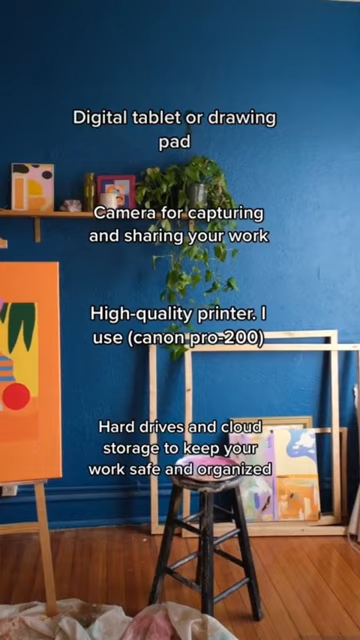 Digital tablet or drawing
pad
Camera for capturing
and sharing your work
High-quality printer. I
use (canon pro-200)
Hard drives and cloud
storage to keep your
work safe and organized